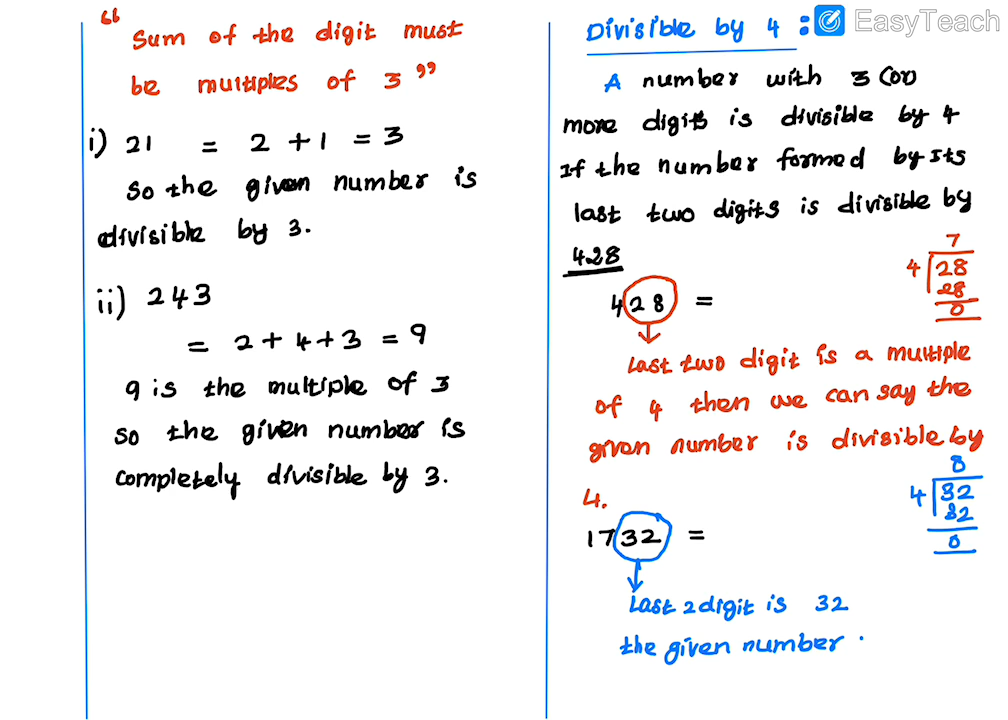 “
Sum of the digit must
be multiples of 3”
i) 21 = 2 + 1 = 3
So the given number is
divisible by 3.
ii) 243
= 2 + 4 + 3 = 9
9 is the multiple of 3
so the given number is
completely divisible by 3.
Divisible by 4 :
EasyTeach
A number with 3 (or)
more digits is divisible by 4
If the number formed by Its
last two digits is divisible by
428
7
4 28
28
0
428 =
Last two digit is a multiple
of 4 then we can say the
given number is divisible by
4.
8
4 32
32
0
1732 =
Last 2 digit is 32
the given number